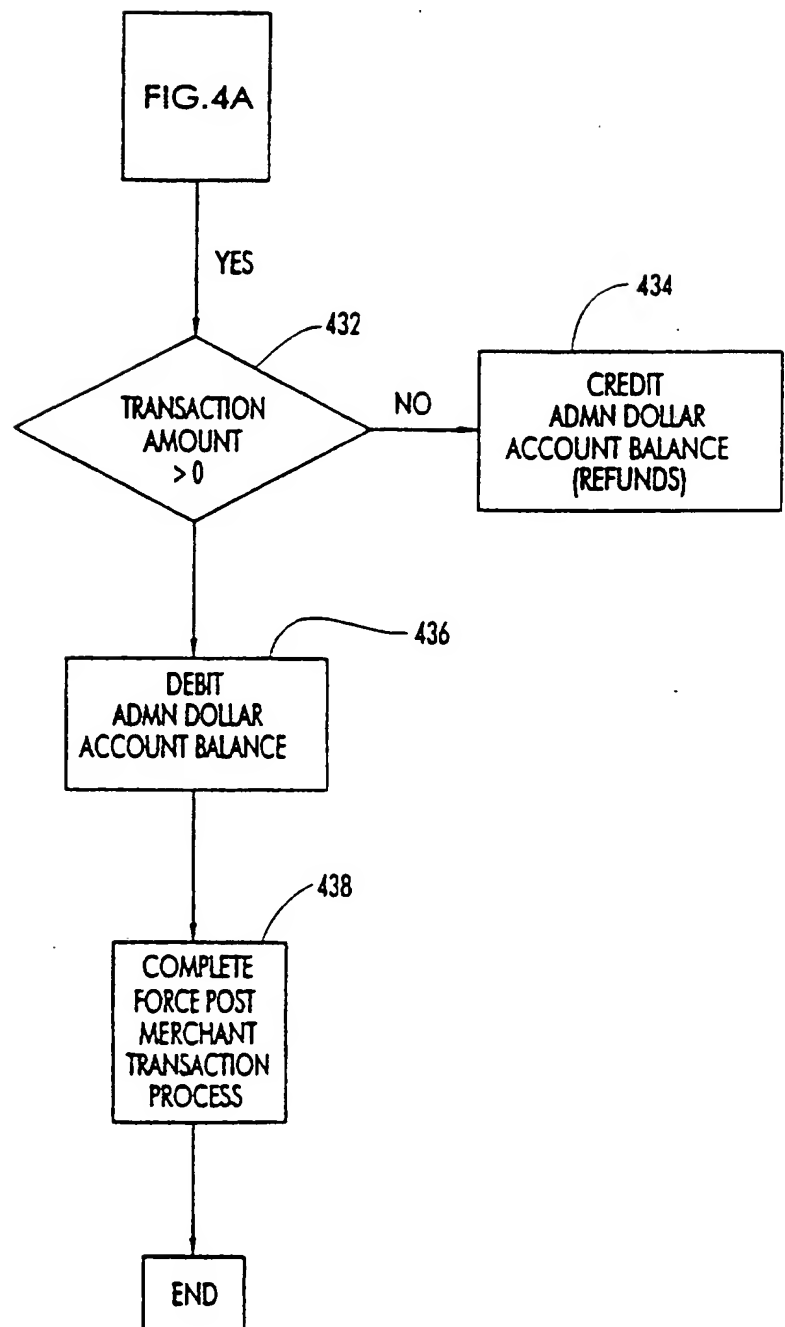 FIG.4A
YES
432
TRANSACTION
AMOUNT
> 0
NO
434
CREDIT
ADMN DOLLAR
ACCOUNT BALANCE
(REFUNDS)
436
DEBIT
ADMN DOLLAR
ACCOUNT BALANCE
438
COMPLETE
FORCE POST
MERCHANT
TRANSACTION
PROCESS
END